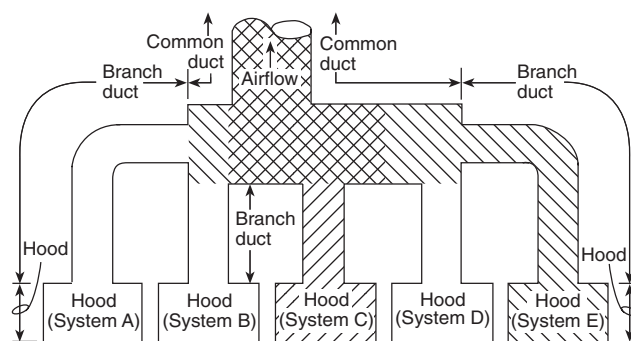 Common
duct
Common
duct
Airflow
Branch
duct
Branch
duct
Branch
duct
Hood
Hood
Hood
(System A)
Hood
(System B)
Hood
(System C)
Hood
(System D)
Hood
(System E)